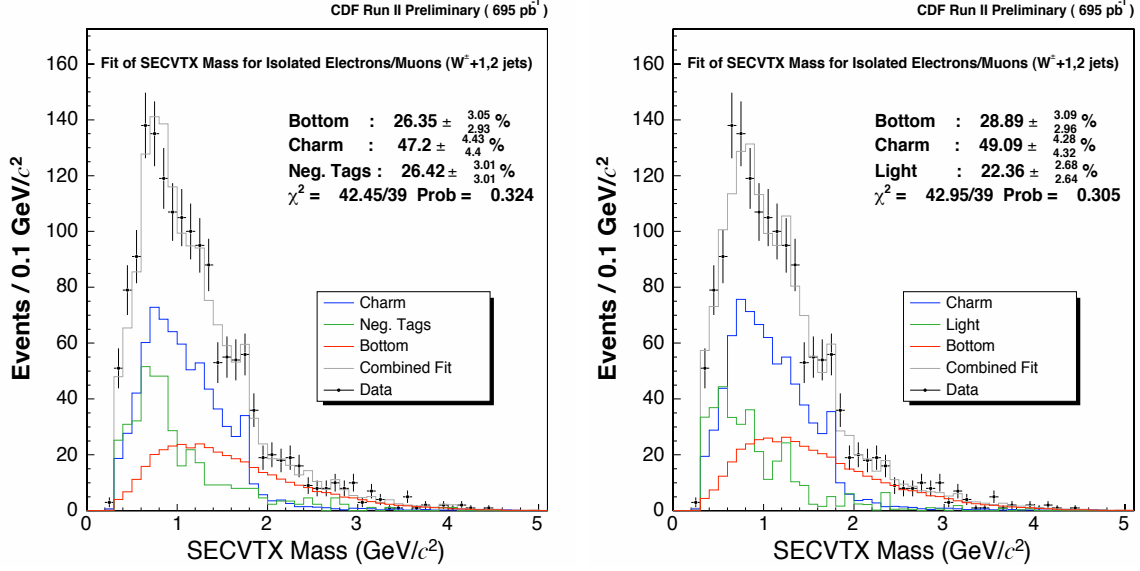 CDF Run II Preliminary ( 695 pb-1)
Fit of SECVTX Mass for Isolated Electrons/Muons (W±+1,2 jets)
Bottom : 26.35 ± 3.05 2.93 %
Charm : 47.2 ± 4.43 4.4 %
Neg. Tags : 26.42 ± 3.01 3.01 %
χ2 = 42.45/39 Prob = 0.324
Charm
Neg. Tags
Bottom
Combined Fit
Data
Events / 0.1 GeV/c2
160
140
120
100
80
60
40
20
0
0 1 2 3 4 5
SECVTX Mass (GeV/c2)
CDF Run II Preliminary ( 695 pb-1)
Fit of SECVTX Mass for Isolated Electrons/Muons (W±+1,2 jets)
Bottom : 28.89 ± 3.09 2.96 %
Charm : 49.09 ± 4.28 4.32 %
Light : 22.36 ± 2.68 2.64 %
χ2 = 42.95/39 Prob = 0.305
Charm
Light
Bottom
Combined Fit
Data
Events / 0.1 GeV/c2
160
140
120
100
80
60
40
20
0
0 1 2 3 4 5
SECVTX Mass (GeV/c2)